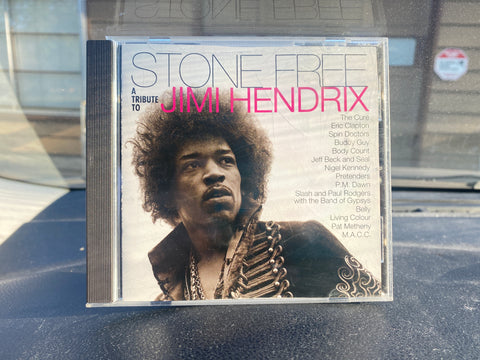 STONE FREE
A
TRIBUTE
TO
JIMI HENDRIX
The Cure
Eric Clapton
Spin Doctors
Buddy Guy
Body Count
Jeff Beck and Seal
Nigel Kennedy
Pretenders
P.M. Dawn
Slash and Paul Rodgers
with the Band of Gypsys
Belly
Living Colour
Pat Metheny
M.A.C.C.